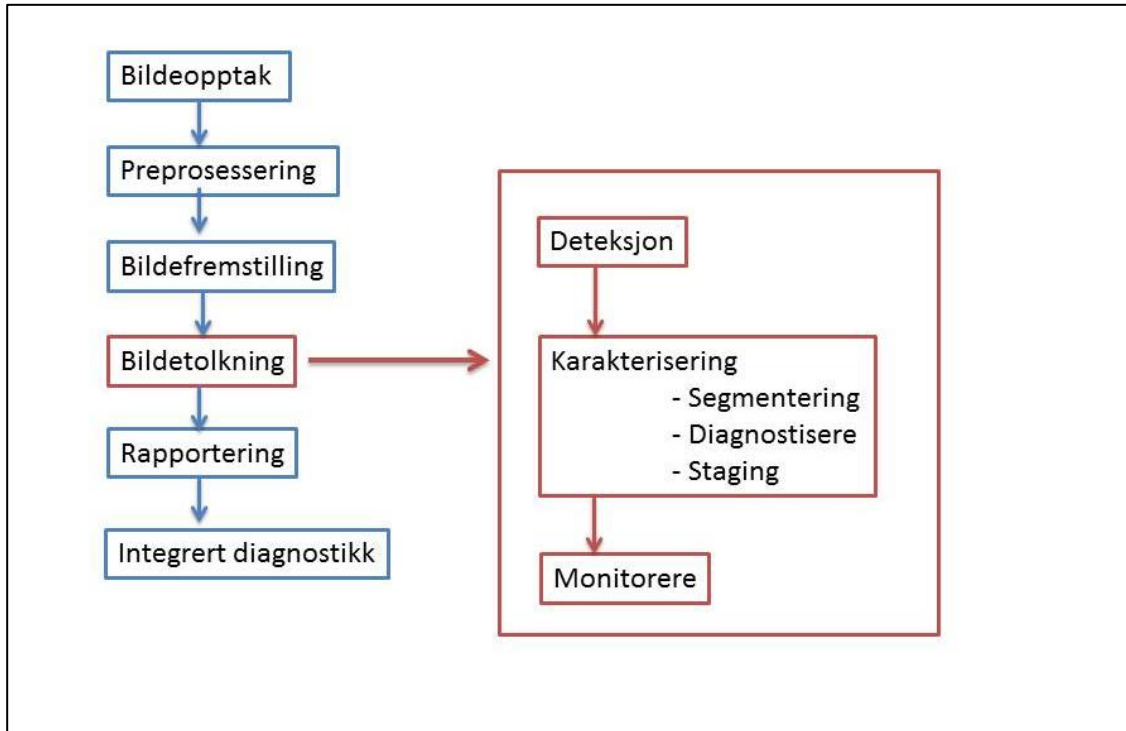 Bildeopptak
Preprosessering
Bildefremstilling
Bildetolkning
Rapportering
Integrert diagnostikk
Deteksjon
Karakterisering
- Segmentering
- Diagnostisere
- Staging
Monitorere